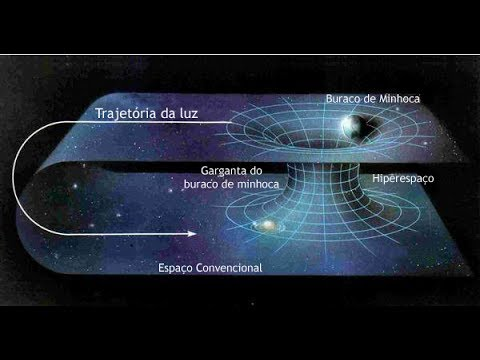 Buraco de Minhoca
Trajetória da luz
Garganta do
buraco de minhoca
Hiperespaço
Espaço Convencional